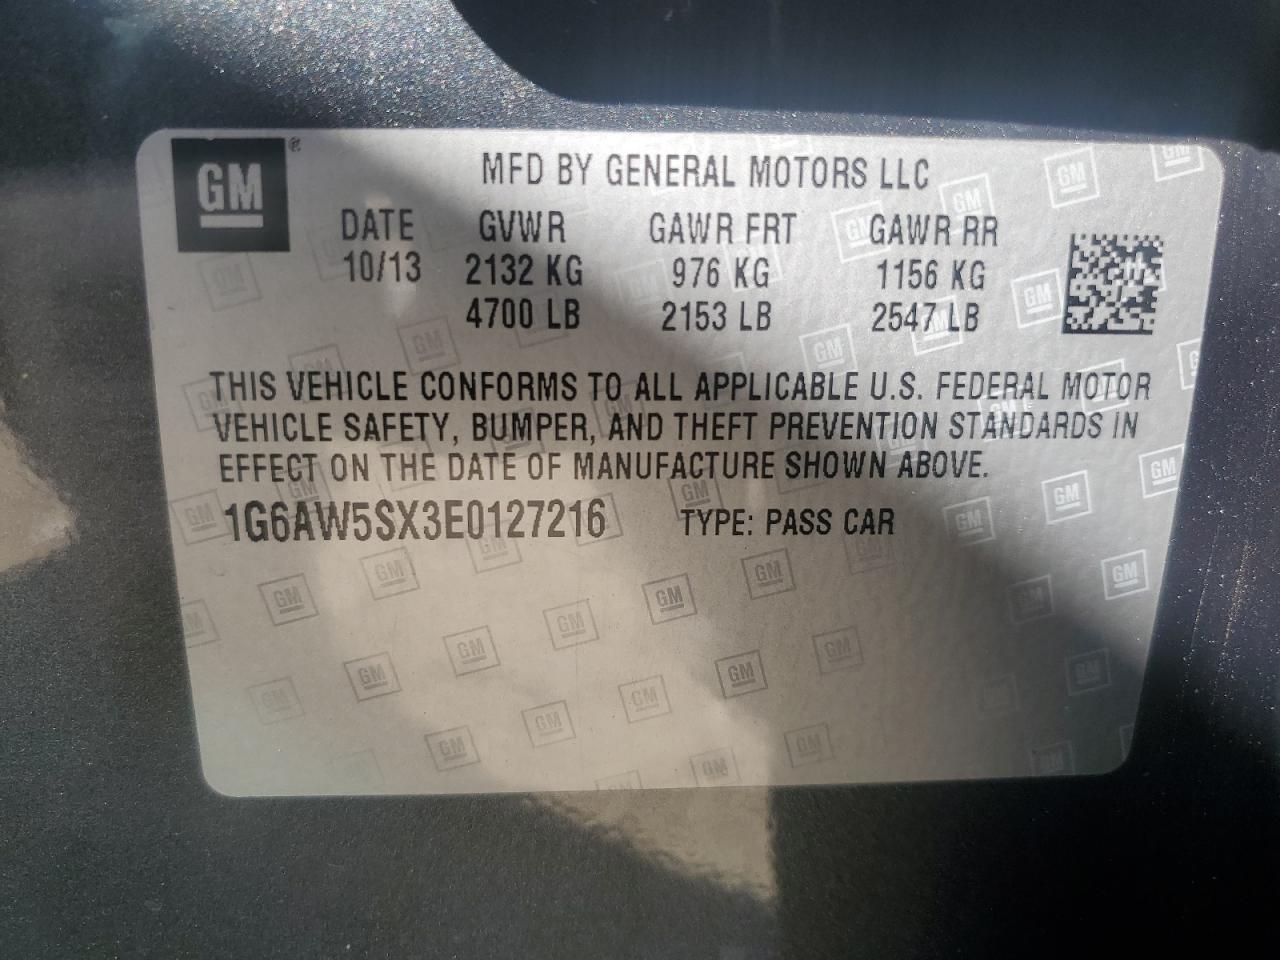 GM®
MFD BY GENERAL MOTORS LLC
DATE GVWR GAWR FRT GAWR RR
10/13 2132 KG 976 KG 1156 KG
4700 LB 2153 LB 2547 LB
THIS VEHICLE CONFORMS TO ALL APPLICABLE U.S. FEDERAL MOTOR
VEHICLE SAFETY, BUMPER, AND THEFT PREVENTION STANDARDS IN
EFFECT ON THE DATE OF MANUFACTURE SHOWN ABOVE.
1G6AW5SX3E0127216 TYPE: PASS CAR